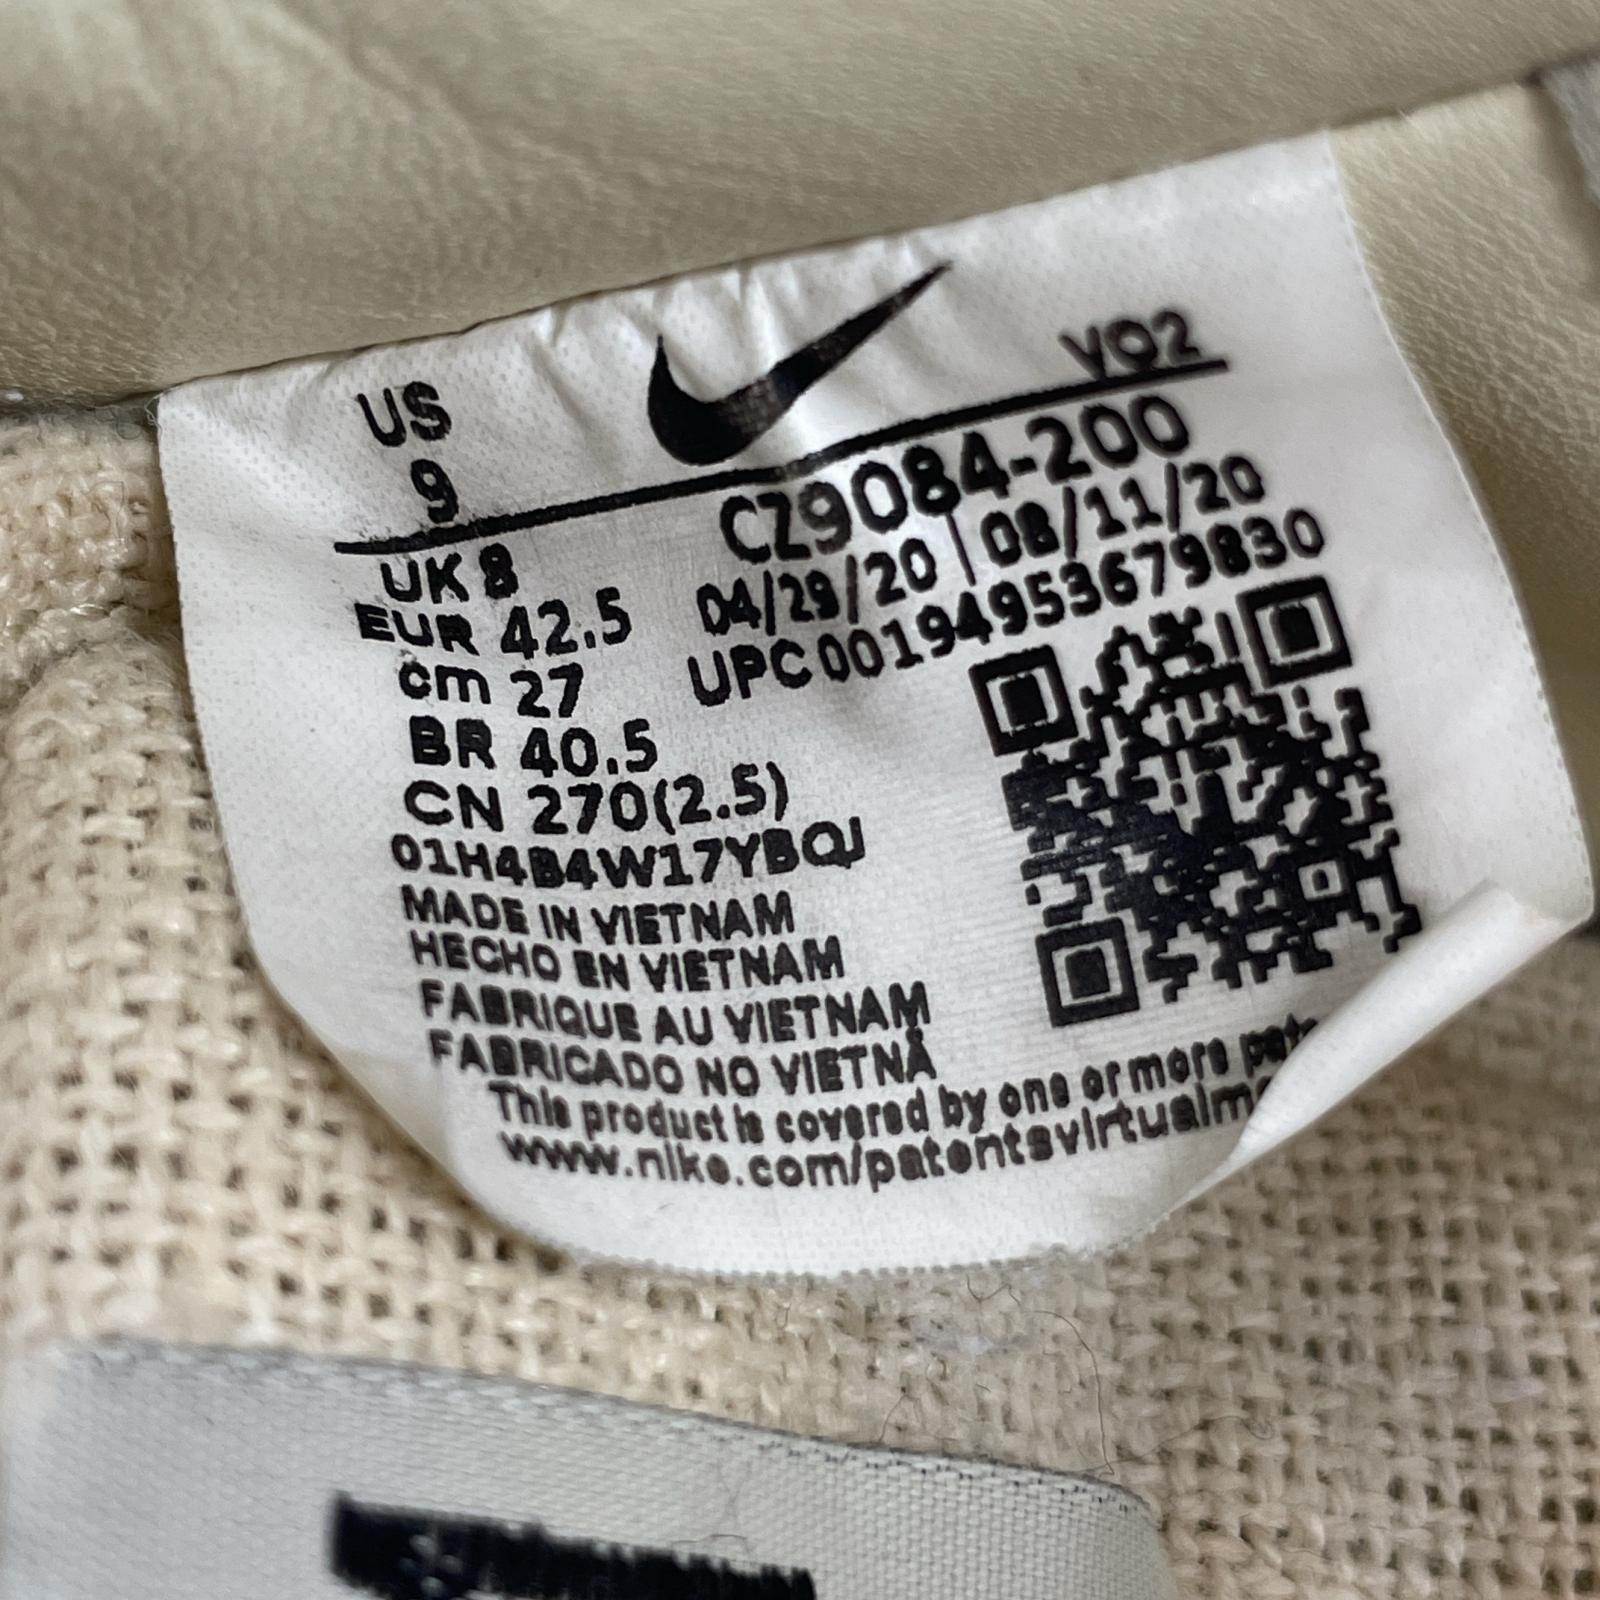 US
9
VQ2
UK 8
EUR 42.5
cm 27
BR 40.5
CN 270(2.5)
CZ9084-200
04/29/20 | 08/11/20
UPC 00194953679830
01H4B4W17YBQJ
MADE IN VIETNAM
HECHO EN VIETNAM
FABRIQUE AU VIETNAM
FABRICADO NO VIETNÃ
This product is covered by one or more
www.nike.com/patentsvirtualm